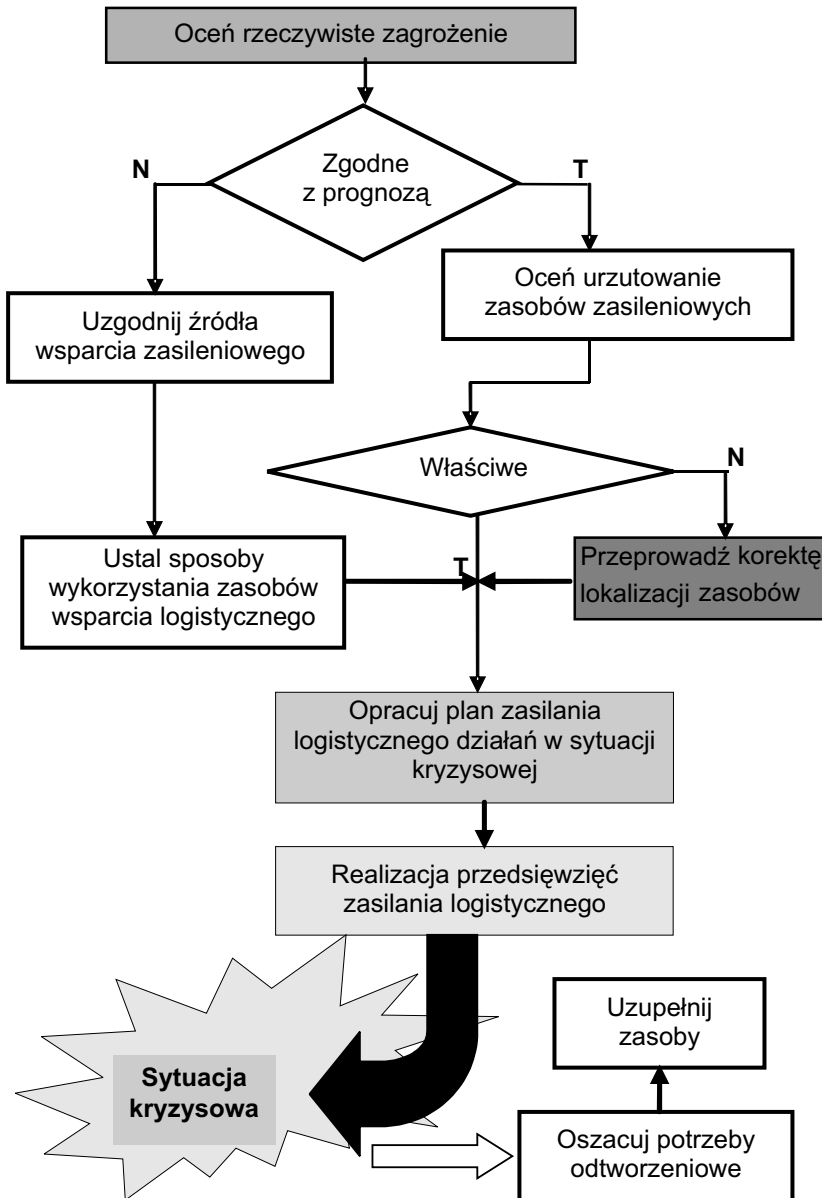 Oceń rzeczywiste zagrożenie
Zgodne
z prognozą
N
T
Oceń urzutowanie
zasobów zasileniowych
Uzgodnij źródła
wsparcia zasileniowego
Właściwe
N
T
Ustal sposoby
wykorzystania zasobów
wsparcia logistycznego
Przeprowadź korektę
lokalizacji zasobów
Opracuj plan zasilania
logistycznego działań w sytuacji
kryzysowej
Realizacja przedsięwzięć
zasilania logistycznego
Sytuacja
kryzysowa
Uzupełnij
zasoby
Oszacuj potrzeby
odtworzeniowe